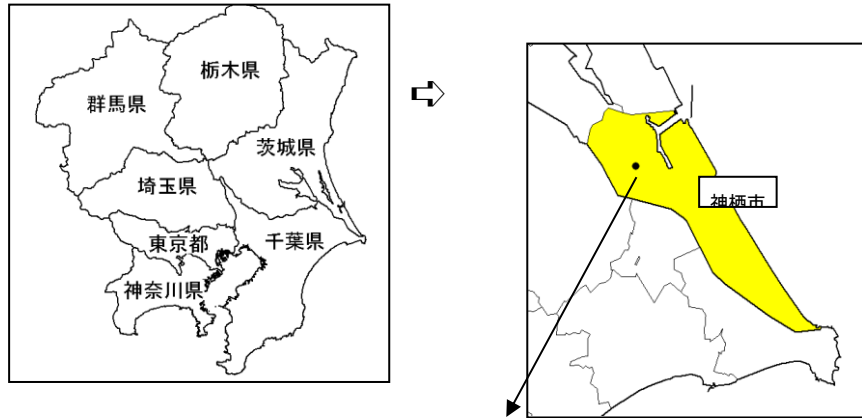 栃木県
群馬県
茨城県
埼玉県
東京都
千葉県
神奈川県
神栖市